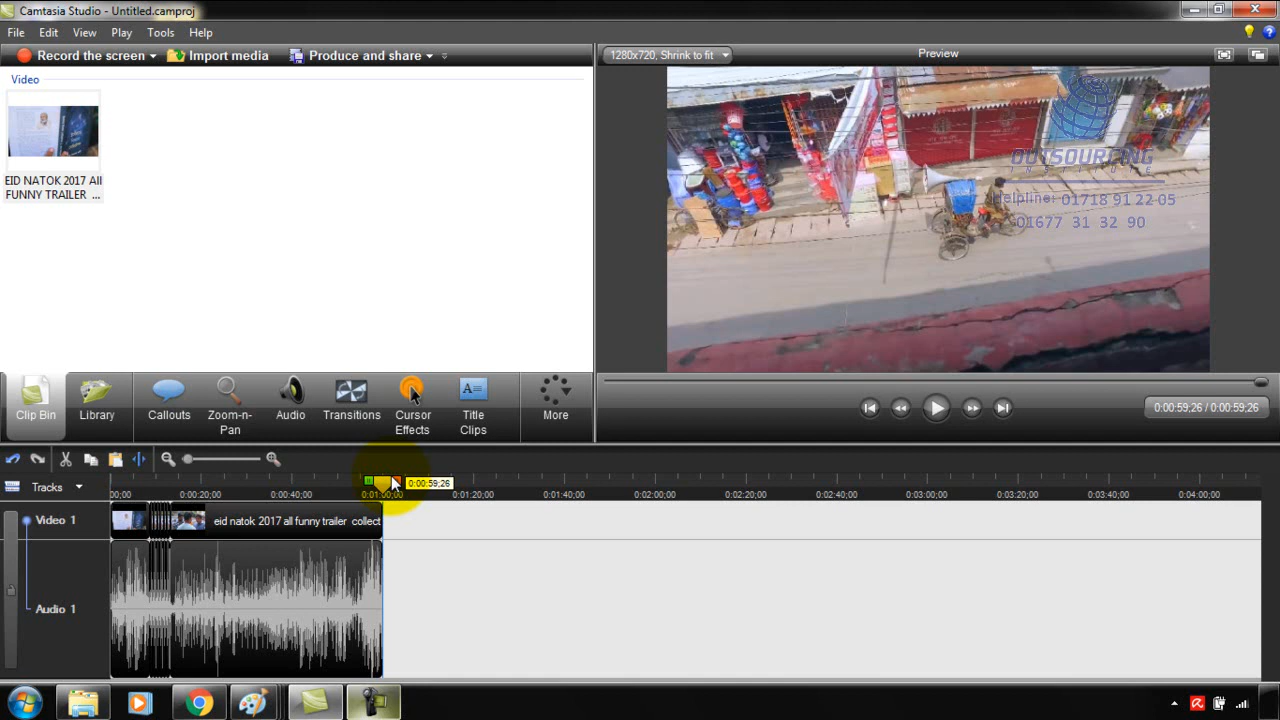 Camtasia Studio - Untitled.camproj
File Edit View Play Tools Help
Record the screen Import media Produce and share
1280x720, Shrink to fit
Preview
Video
EID NATOK 2017 All
FUNNY TRAILER ...
OUTSOURCING
INSTITUTE
Helpline: 01718 91 22 05
01677 31 32 90
Clip Bin
Library
Callouts
Zoom-n-
Pan
Audio
Transitions
Cursor
Effects
Title
Clips
More
0:00:59;26 / 0:00:59;26
Tracks
0:00:59;26
00;00 0:00:20;00 0:00:40;00 0:01:00;00 0:01:20;00 0:01:40;00 0:02:00;00 0:02:20;00 0:02:40;00 0:03:00;00 0:03:20;00 0:03:40;00 0:04:00;00
Video 1
eid natok 2017 all funny trailer collect
Audio 1